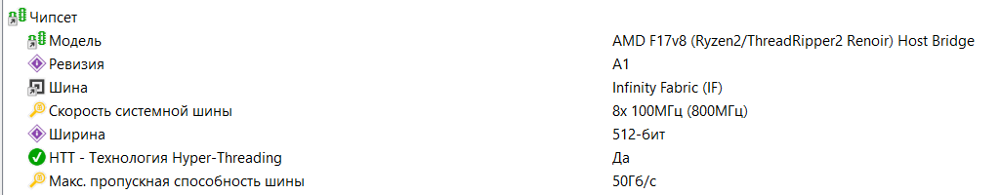 Чипсет
Модель AMD F17v8 (Ryzen2/ThreadRipper2 Renoir) Host Bridge
Ревизия A1
Шина Infinity Fabric (IF)
Скорость системной шины 8x 100МГц (800МГц)
Ширина 512-бит
HTT - Технология Hyper-Threading Да
Макс. пропускная способность шины 50Гб/с